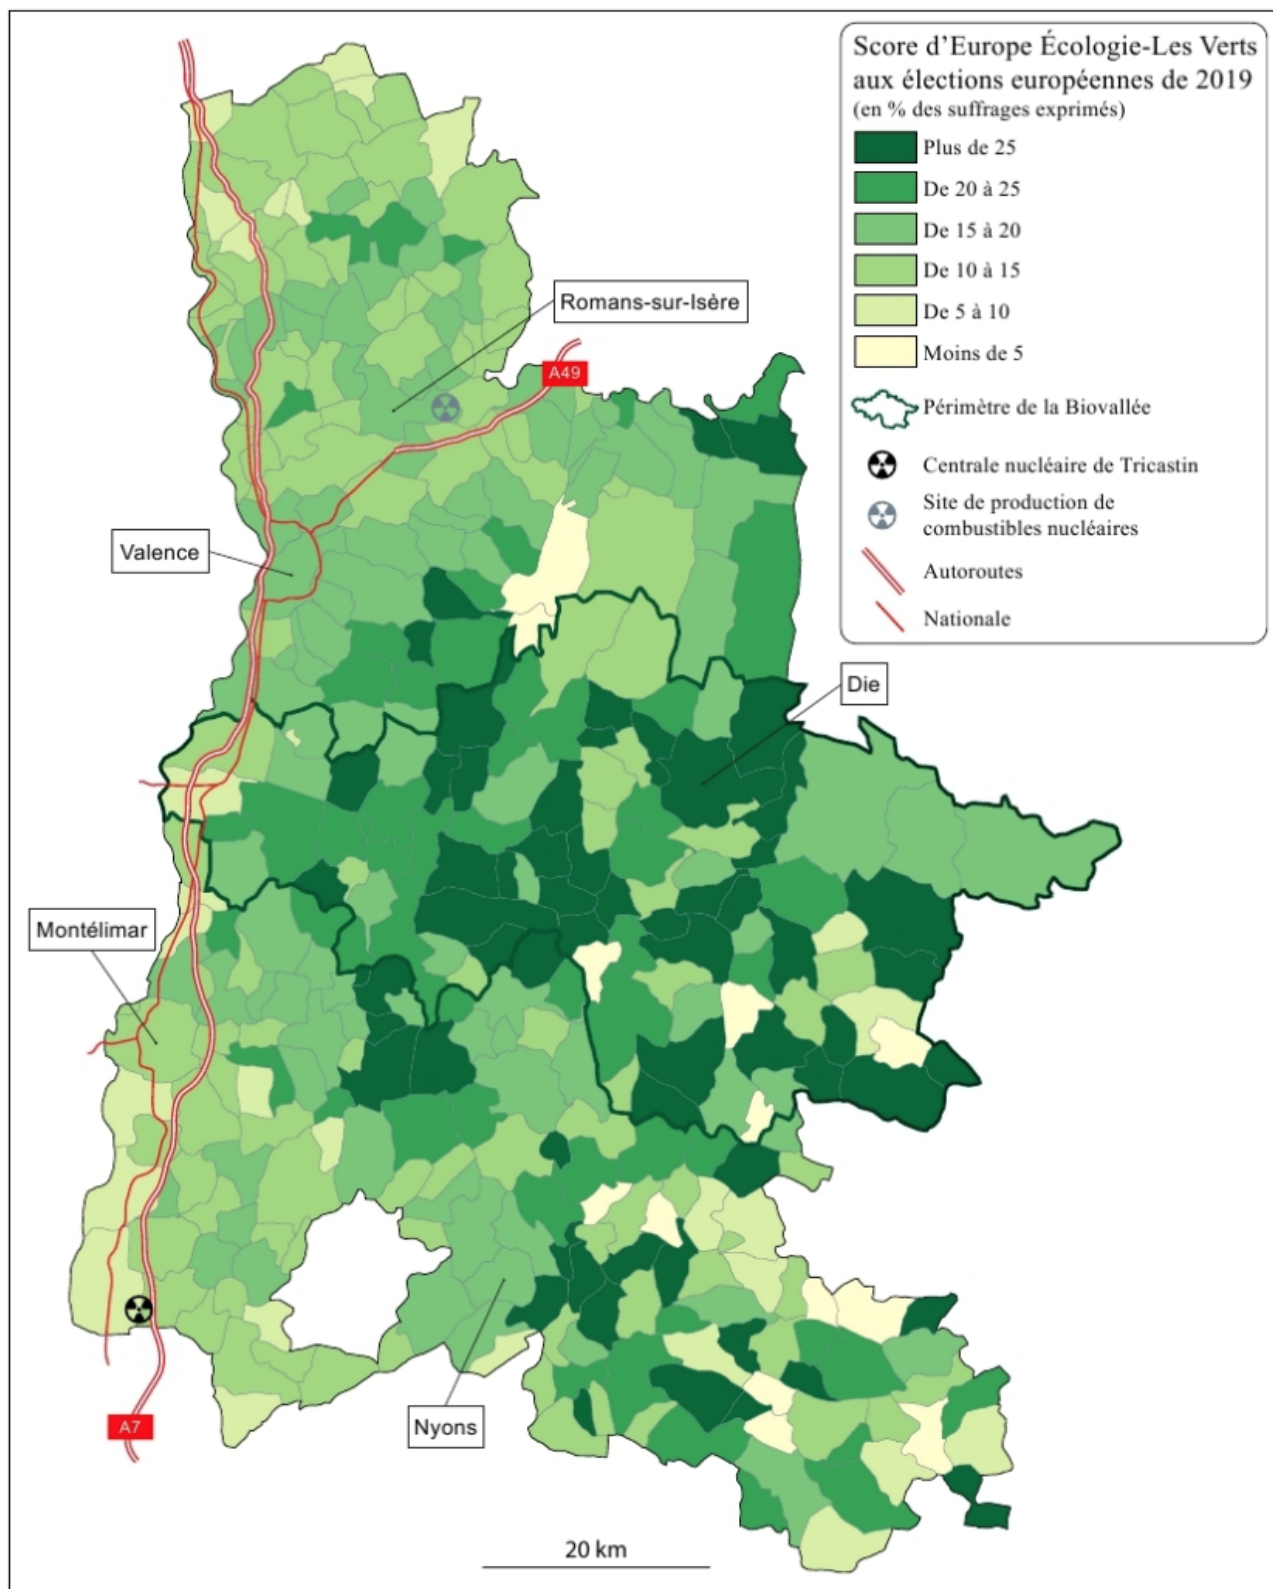 Score d’Europe Écologie-Les Verts
aux élections européennes de 2019
(en % des suffrages exprimés)
Plus de 25
De 20 à 25
De 15 à 20
De 10 à 15
De 5 à 10
Moins de 5
Périmètre de la Biovallée
Centrale nucléaire de Tricastin
Site de production de
combustibles nucléaires
Autoroutes
Nationale
Romans-sur-Isère
A49
Valence
Die
Montélimar
A7
Nyons
20 km